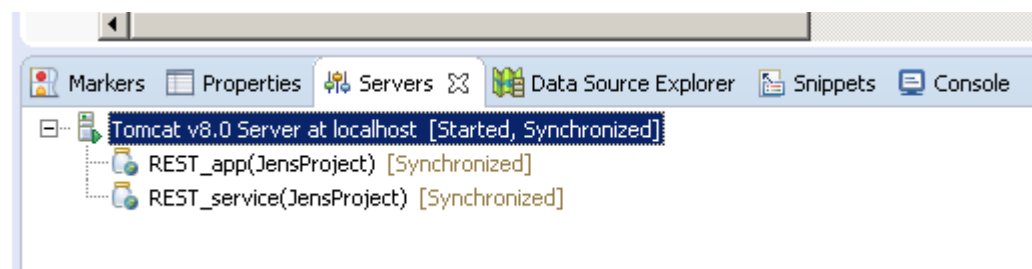 Markers Properties Servers Data Source Explorer Snippets Console
Tomcat v8.0 Server at localhost [Started, Synchronized]
REST_app(JensProject) [Synchronized]
REST_service(JensProject) [Synchronized]